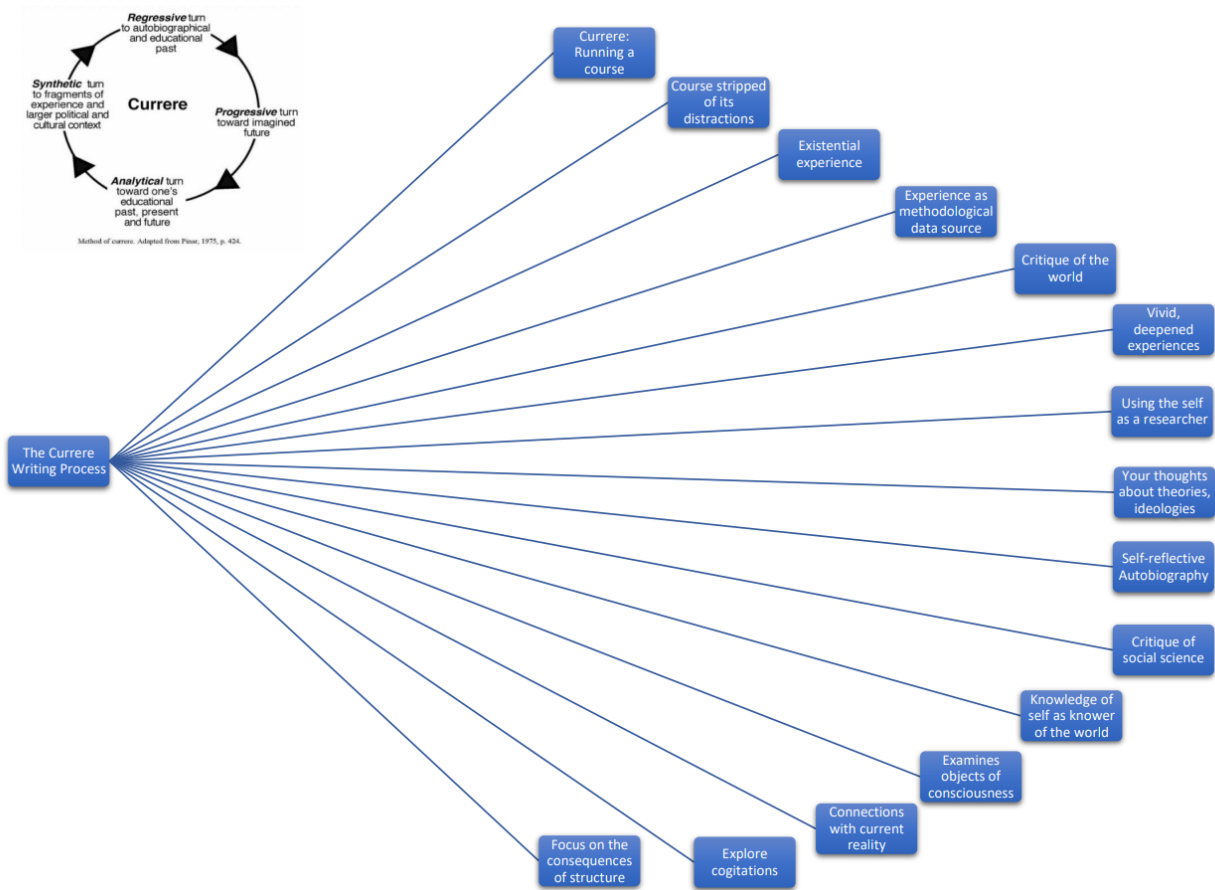 Regressive turn
to autobiographical
and educational
past
Synthetic turn
to fragments of
experience and
larger political and
cultural context
Currere
Progressive turn
toward imagined
future
Analytical turn
toward one's
educational
past, present
and future
Method of currere. Adapted from Pinar, 1975, p. 424.
The Currere
Writing Process
Currere:
Running a
course
Course stripped
of its
distractions
Existential
experience
Experience as
methodological
data source
Critique of the
world
Vivid,
deepened
experiences
Using the self
as a researcher
Your thoughts
about theories,
ideologies
Self-reflective
Autobiography
Critique of
social science
Knowledge of
self as knower
of the world
Examines
objects of
consciousness
Connections
with current
reality
Explore
cogitations
Focus on the
consequences
of structure